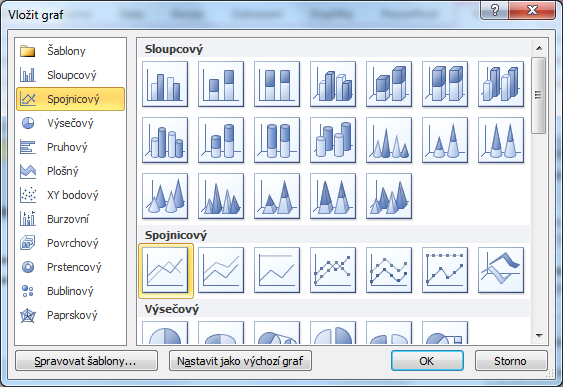 Vložit graf
Šablony
Sloupcový
Spojnicový
Výsečový
Pruhový
Plošný
XY bodový
Burzovní
Povrchový
Prstencový
Bublinový
Paprskový
Sloupcový
Spojnicový
Výsečový
Spravovat šablony...
Nastavit jako výchozí graf
OK
Storno